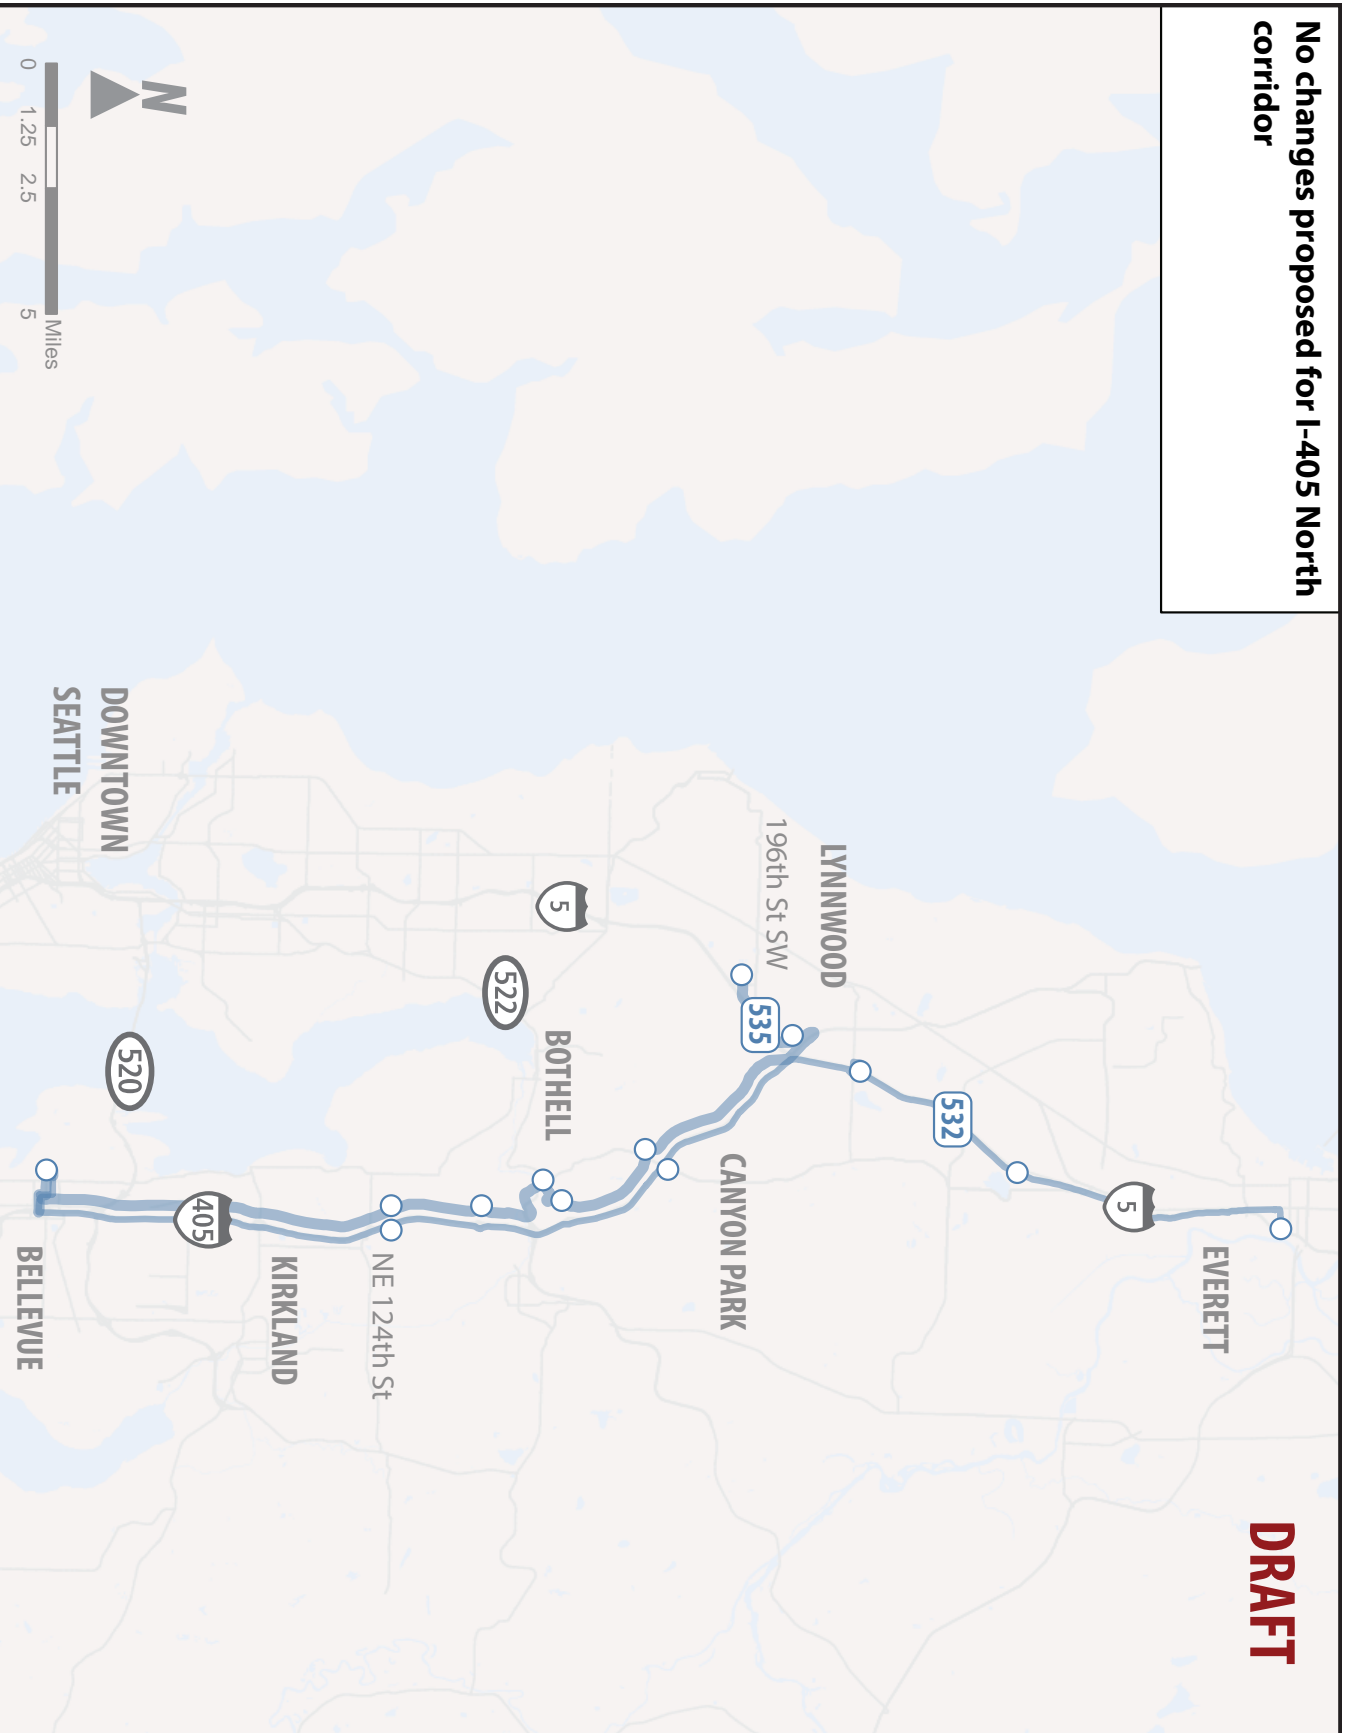 No changes proposed for I-405 North
corridor
DRAFT
EVERETT
5
532
LYNNWOOD
196th St SW
535
CANYON PARK
5
BOTHELL
522
NE 124th St
KIRKLAND
405
520
DOWNTOWN
SEATTLE
BELLEVUE
N
0 1.25 2.5 5
Miles